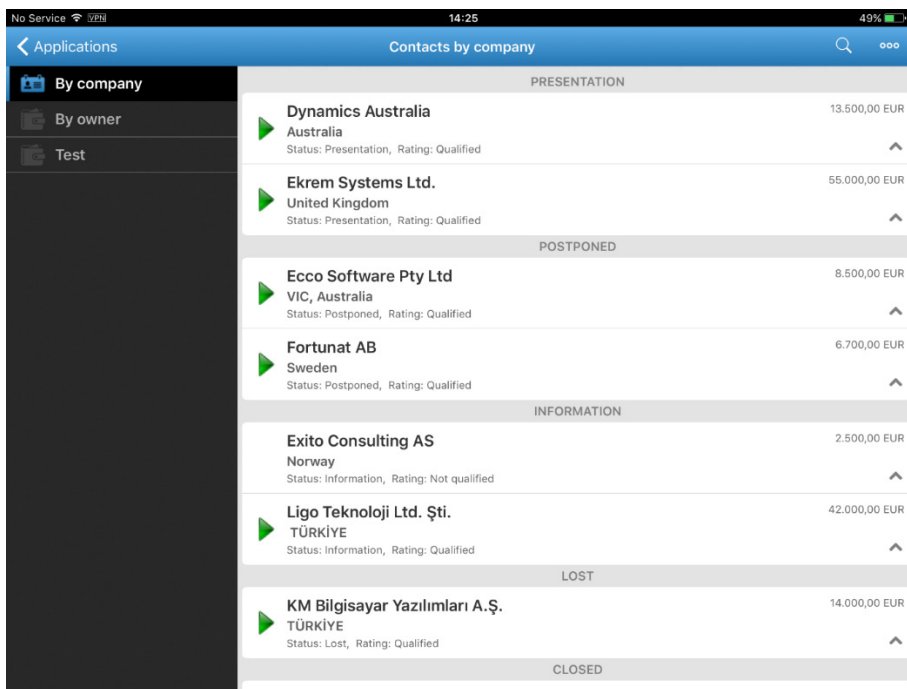 No Service VPN 14:25 49%
Applications Contacts by company
By company
By owner
Test
PRESENTATION
Dynamics Australia 13.500,00 EUR
Australia
Status: Presentation, Rating: Qualified
Ekrem Systems Ltd. 55.000,00 EUR
United Kingdom
Status: Presentation, Rating: Qualified
POSTPONED
Ecco Software Pty Ltd 8.500,00 EUR
VIC, Australia
Status: Postponed, Rating: Qualified
Fortunat AB 6.700,00 EUR
Sweden
Status: Postponed, Rating: Qualified
INFORMATION
Exito Consulting AS 2.500,00 EUR
Norway
Status: Information, Rating: Not qualified
Ligo Teknoloji Ltd. Şti. 42.000,00 EUR
TÜRKİYE
Status: Information, Rating: Qualified
LOST
KM Bilgisayar Yazılımları A.Ş. 14.000,00 EUR
TÜRKİYE
Status: Lost, Rating: Qualified
CLOSED